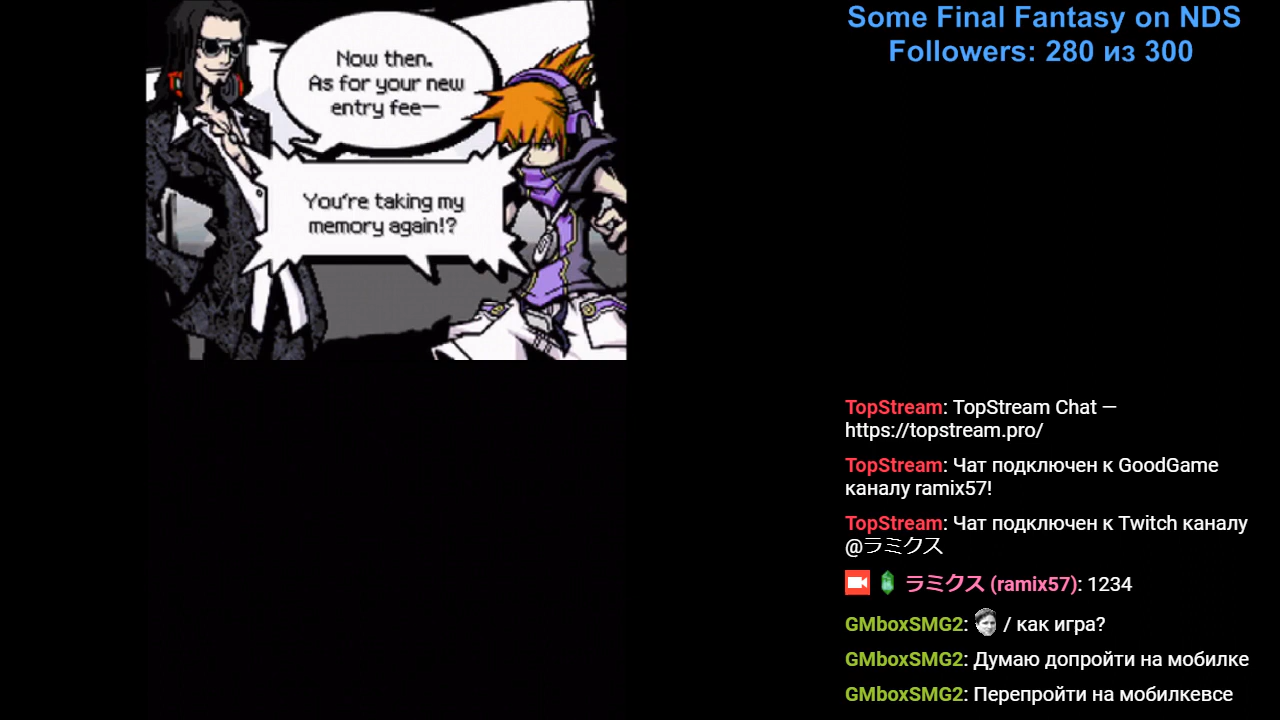 Now then.
As for your new
entry fee—
You're taking my
memory again!?
Some Final Fantasy on NDS
Followers: 280 из 300
TopStream: TopStream Chat —
https://topstream.pro/
TopStream: Чат подключен к GoodGame
каналу ramix57!
TopStream: Чат подключен к Twitch каналу
@ラミクス
ラミクス (ramix57): 1234
GMboxSMG2: / как игра?
GMboxSMG2: Думаю допройти на мобилке
GMboxSMG2: Перепройти на мобилкевсе